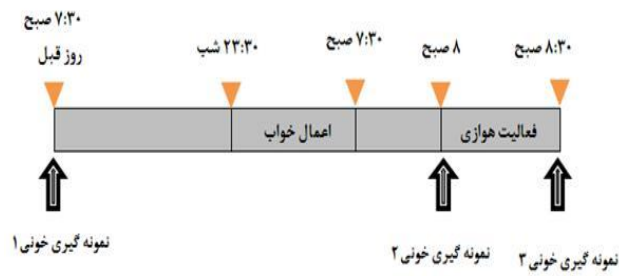 ۷:۳۰ صبح
روز قبل
۲۳:۳۰ شب
۷:۳۰ صبح
۸ صبح
۸:۳۰ صبح
اعمال خواب
فعالیت هوازی
نمونه گیری خونی ۱
نمونه گیری خونی ۲
نمونه گیری خونی ۳